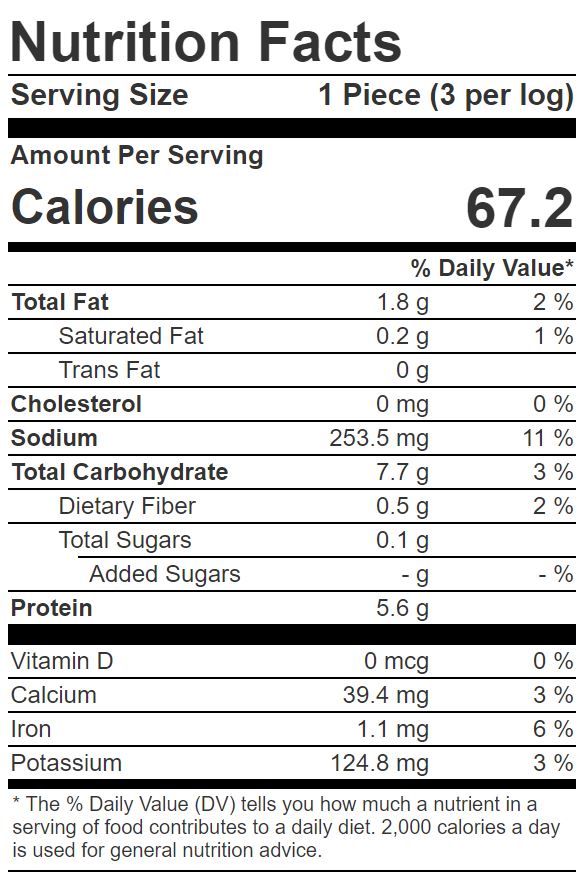 Nutrition Facts
Serving Size 1 Piece (3 per log)
Amount Per Serving
Calories 67.2
% Daily Value*
Total Fat 1.8 g 2 %
Saturated Fat 0.2 g 1 %
Trans Fat 0 g
Cholesterol 0 mg 0 %
Sodium 253.5 mg 11 %
Total Carbohydrate 7.7 g 3 %
Dietary Fiber 0.5 g 2 %
Total Sugars 0.1 g
Added Sugars - g - %
Protein 5.6 g
Vitamin D 0 mcg 0 %
Calcium 39.4 mg 3 %
Iron 1.1 mg 6 %
Potassium 124.8 mg 3 %
* The % Daily Value (DV) tells you how much a nutrient in a
serving of food contributes to a daily diet. 2,000 calories a day
is used for general nutrition advice.